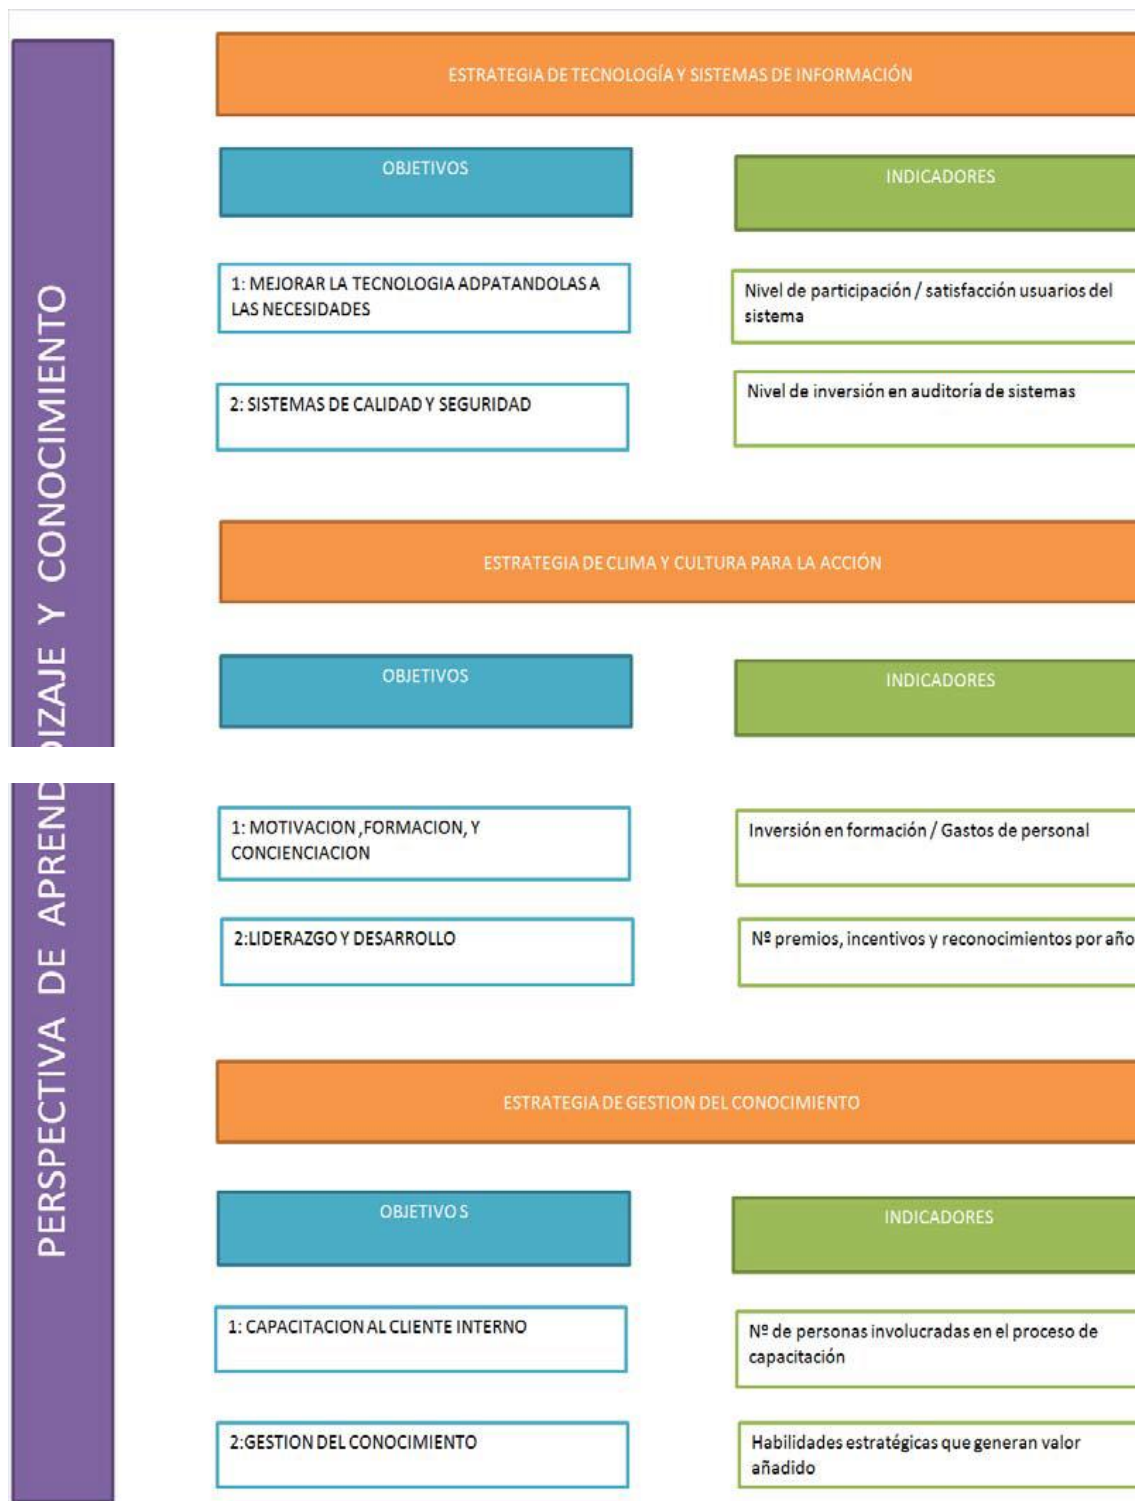 PERSPECTIVA DE APRENDIZAJE Y CONOCIMIENTO
ESTRATEGIA DE TECNOLOGÍA Y SISTEMAS DE INFORMACIÓN
OBJETIVOS
INDICADORES
1: MEJORAR LA TECNOLOGIA ADPATANDOLAS A
LAS NECESIDADES
Nivel de participación / satisfacción usuarios del
sistema
2: SISTEMAS DE CALIDAD Y SEGURIDAD
Nivel de inversión en auditoría de sistemas
ESTRATEGIA DE CLIMA Y CULTURA PARA LA ACCIÓN
OBJETIVOS
INDICADORES
1: MOTIVACION ,FORMACION, Y
CONCIENCIACION
Inversión en formación / Gastos de personal
2:LIDERAZGO Y DESARROLLO
Nº premios, incentivos y reconocimientos por año
ESTRATEGIA DE GESTION DEL CONOCIMIENTO
OBJETIVO S
INDICADORES
1: CAPACITACION AL CLIENTE INTERNO
Nº de personas involucradas en el proceso de
capacitación
2:GESTION DEL CONOCIMIENTO
Habilidades estratégicas que generan valor
añadido